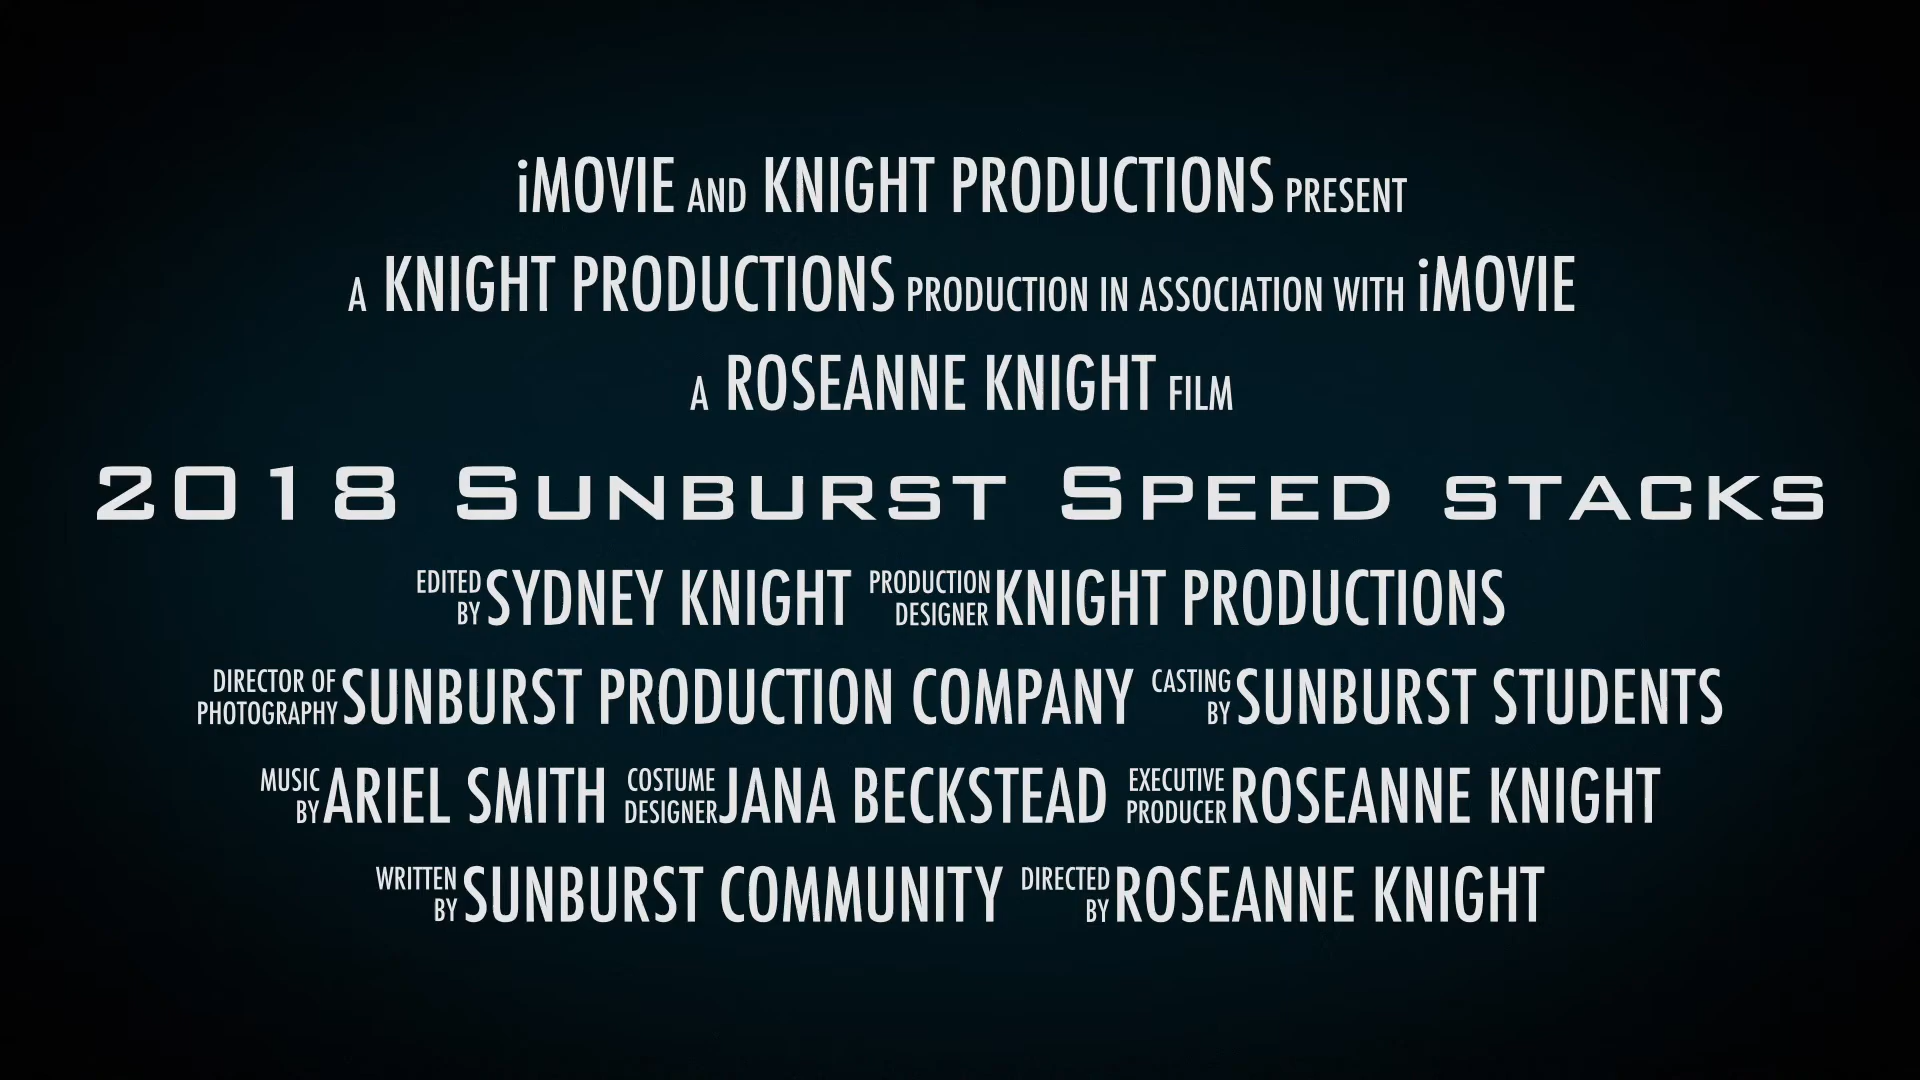 iMOVIE AND KNIGHT PRODUCTIONS PRESENT
A KNIGHT PRODUCTIONS PRODUCTION IN ASSOCIATION WITH iMOVIE
A ROSEANNE KNIGHT FILM
2018 SUNBURST SPEED STACKS
EDITED BY SYDNEY KNIGHT PRODUCTION DESIGNER KNIGHT PRODUCTIONS
DIRECTOR OF PHOTOGRAPHY SUNBURST PRODUCTION COMPANY CASTING BY SUNBURST STUDENTS
MUSIC BY ARIEL SMITH COSTUME DESIGNER JANA BECKSTEAD EXECUTIVE PRODUCER ROSEANNE KNIGHT
WRITTEN BY SUNBURST COMMUNITY DIRECTED BY ROSEANNE KNIGHT